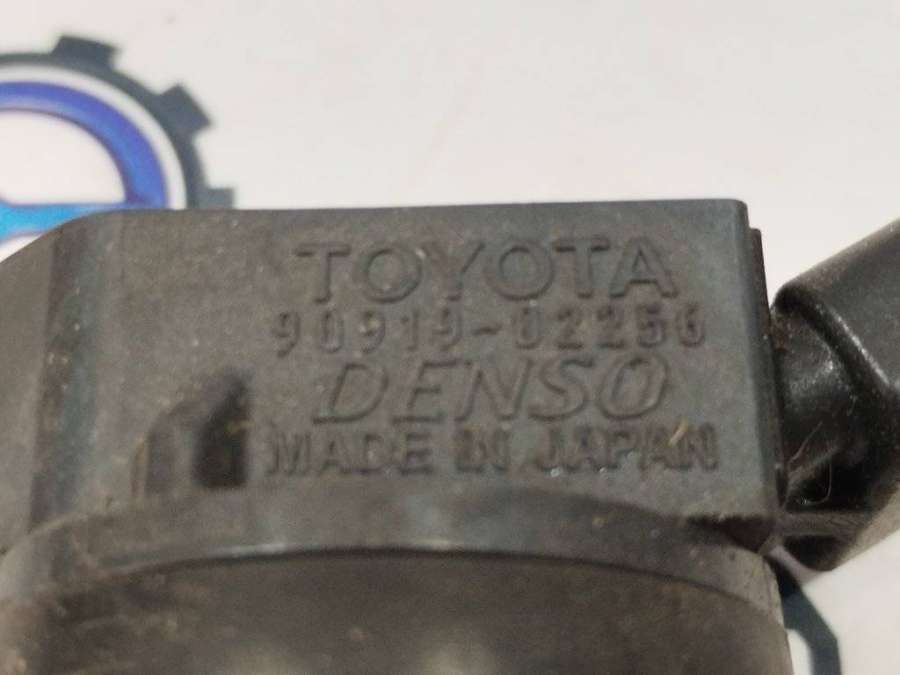 TOYOTA
90919-02256
DENSO
MADE IN JAPAN